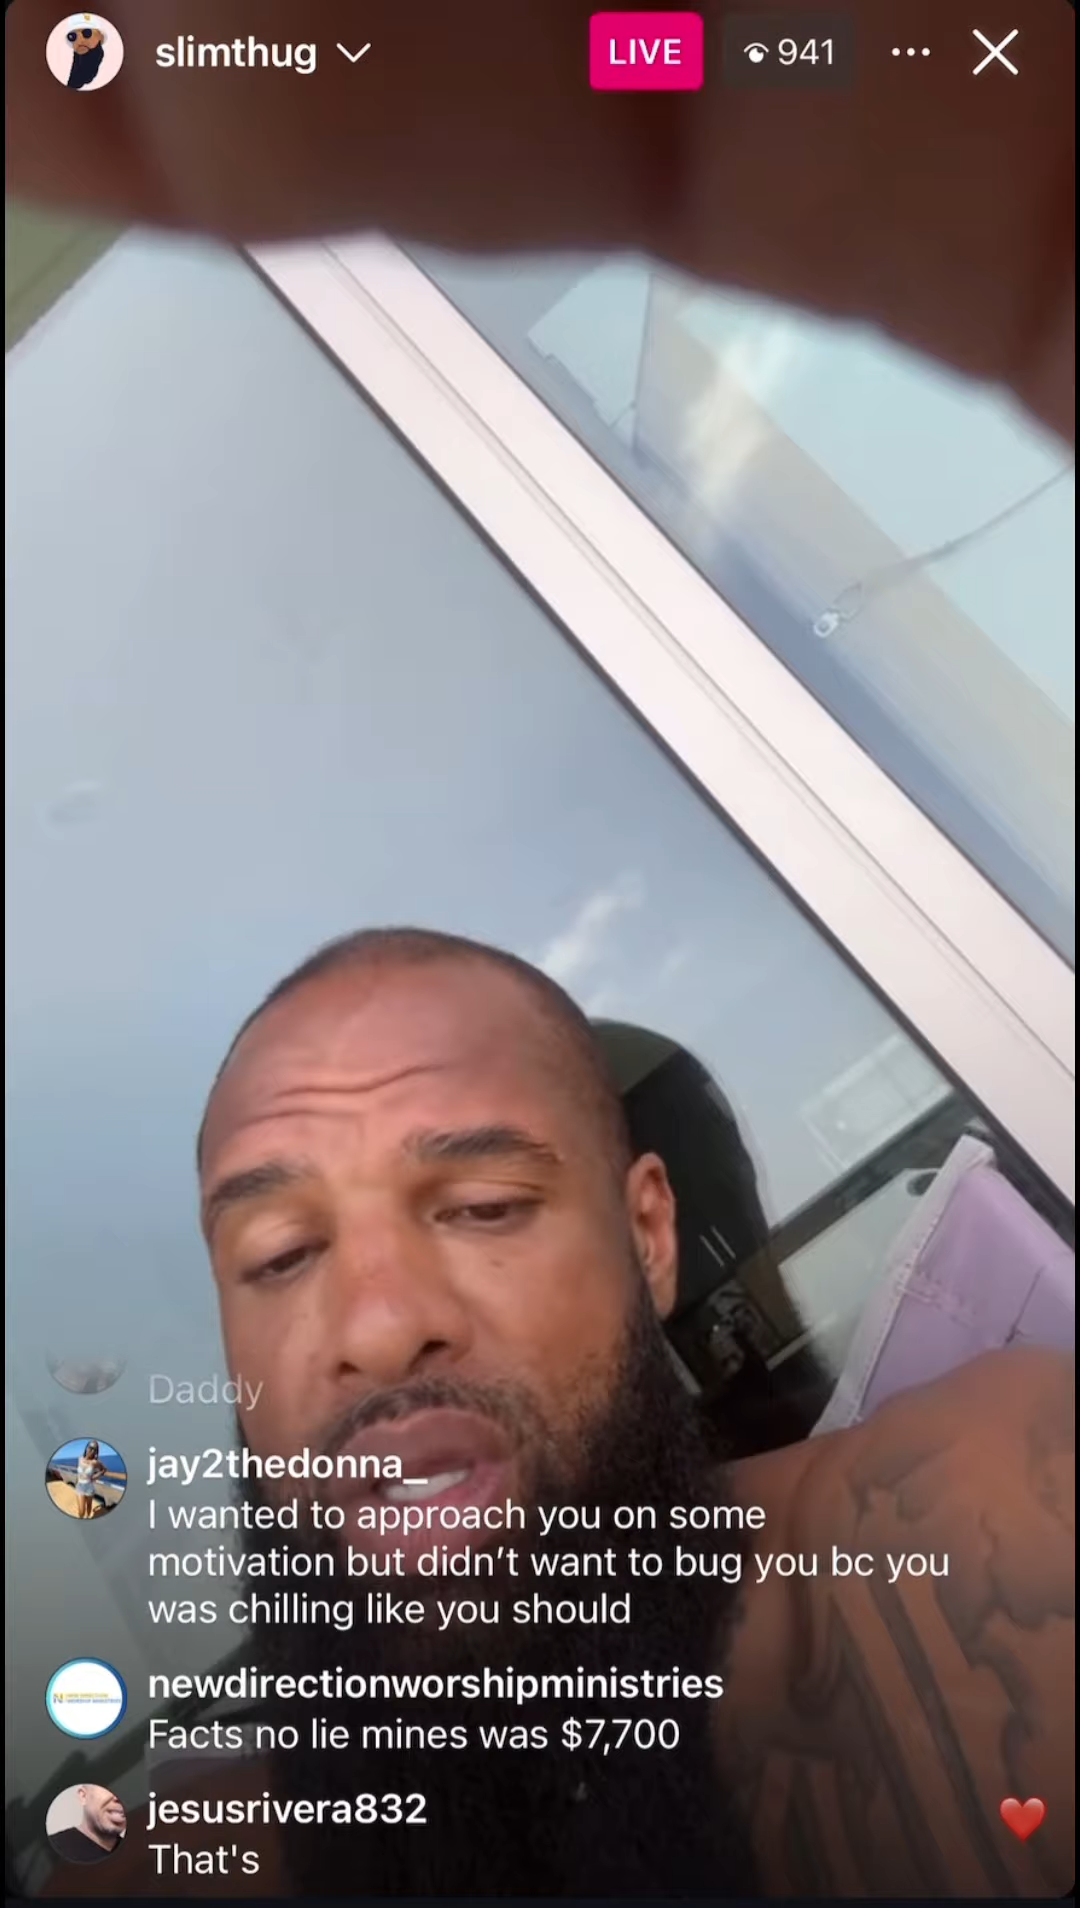 slimthug
LIVE
941
Daddy
jay2thedonna_
I wanted to approach you on some
motivation but didn't want to bug you bc you
was chilling like you should
newdirectionworshipministries
Facts no lie mines was $7,700
jesusrivera832
That's